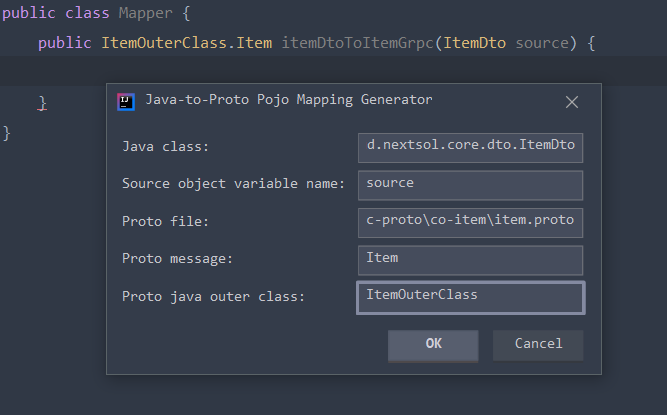 public class Mapper {
public ItemOuterClass.Item itemDtoToItemGrpc(ItemDto source) {
}
}
IJ
Java-to-Proto Pojo Mapping Generator
Java class:
d.nextsol.core.dto.ItemDto
Source object variable name:
source
Proto file:
c-proto\co-item\item.proto
Proto message:
Item
Proto java outer class:
ItemOuterClass
OK
Cancel